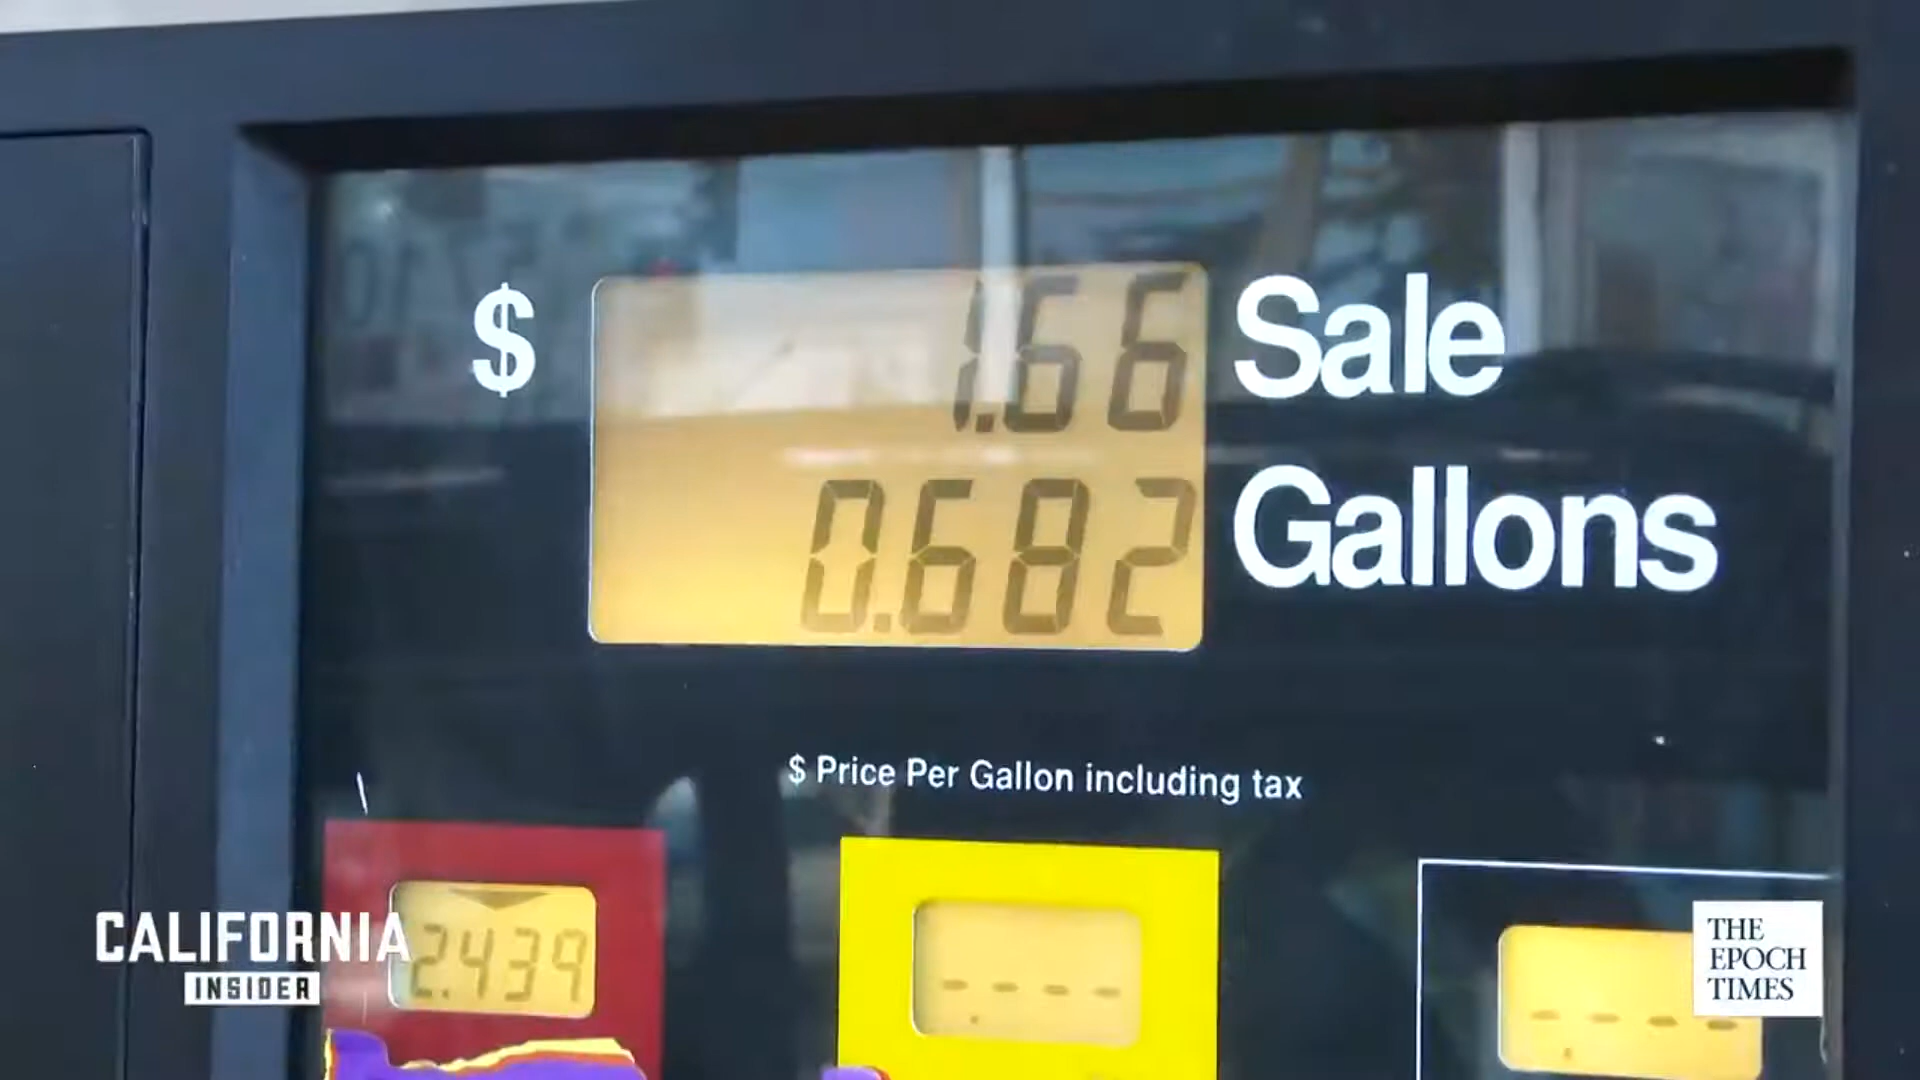 $ 1.66 Sale
0.682 Gallons
$ Price Per Gallon including tax
2.439
- - - -
- - - -
CALIFORNIA
INSIDER
THE
EPOCH
TIMES